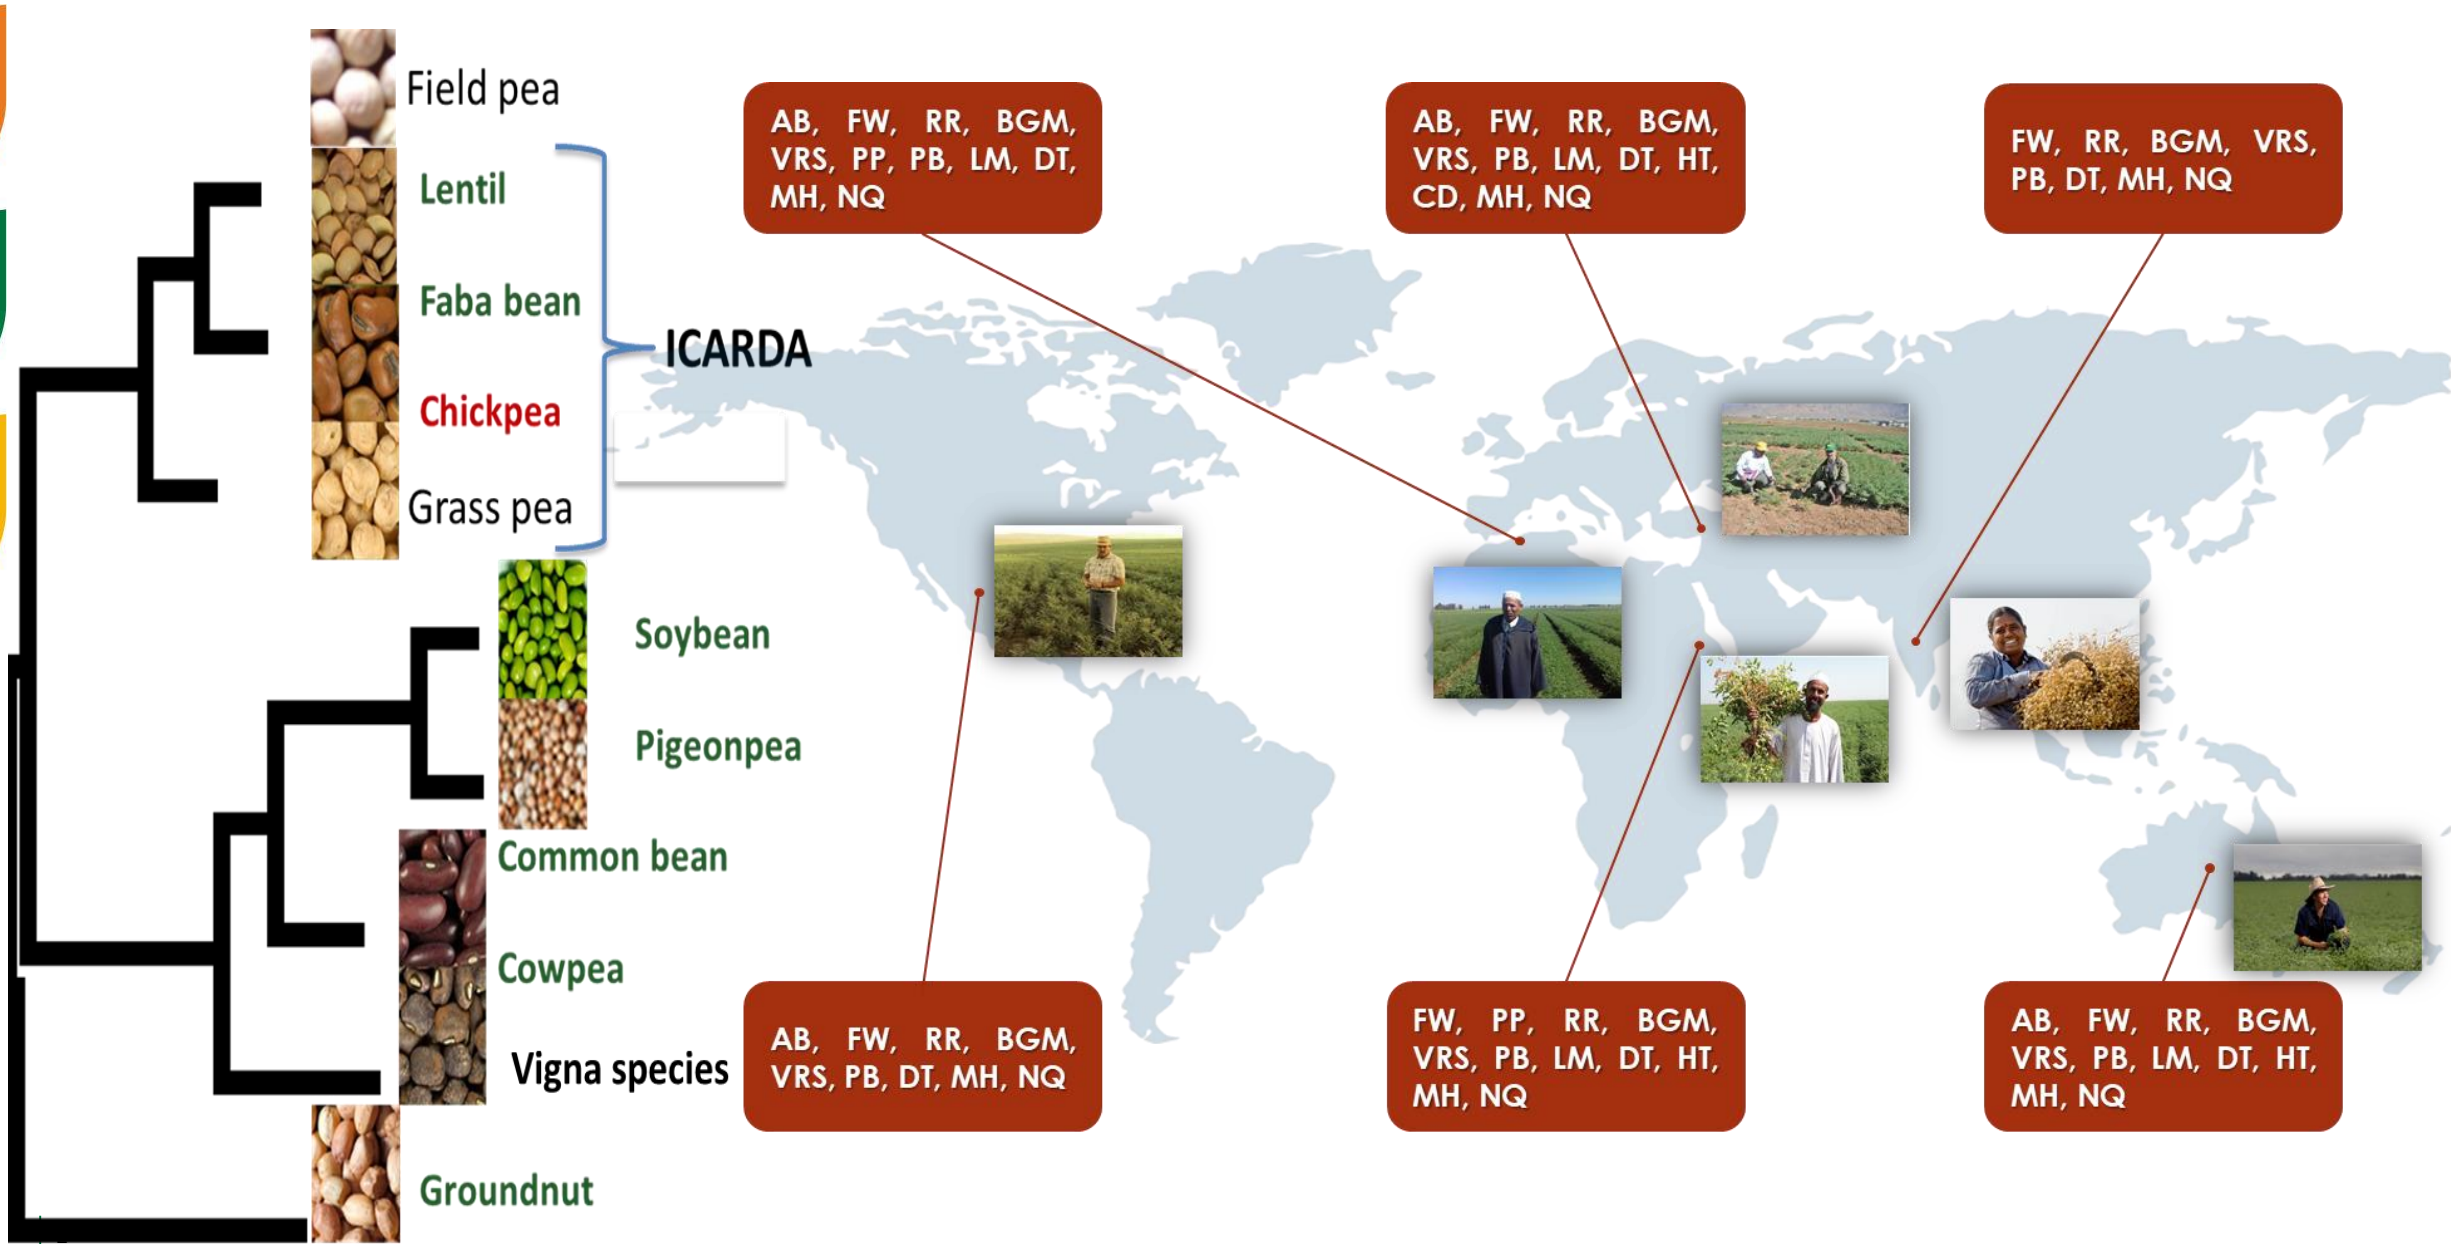 Field pea
Lentil
Faba bean
Chickpea
Grass pea
ICARDA
Soybean
Pigeonpea
Common bean
Cowpea
Vigna species
Groundnut
AB, FW, RR, BGM,
VRS, PP, PB, LM, DT,
MH, NQ
AB, FW, RR, BGM,
VRS, PB, LM, DT, HT,
CD, MH, NQ
FW, RR, BGM, VRS,
PB, DT, MH, NQ
AB, FW, RR, BGM,
VRS, PB, DT, MH, NQ
FW, PP, RR, BGM,
VRS, PB, LM, DT, HT,
MH, NQ
AB, FW, RR, BGM,
VRS, PB, LM, DT, HT,
MH, NQ